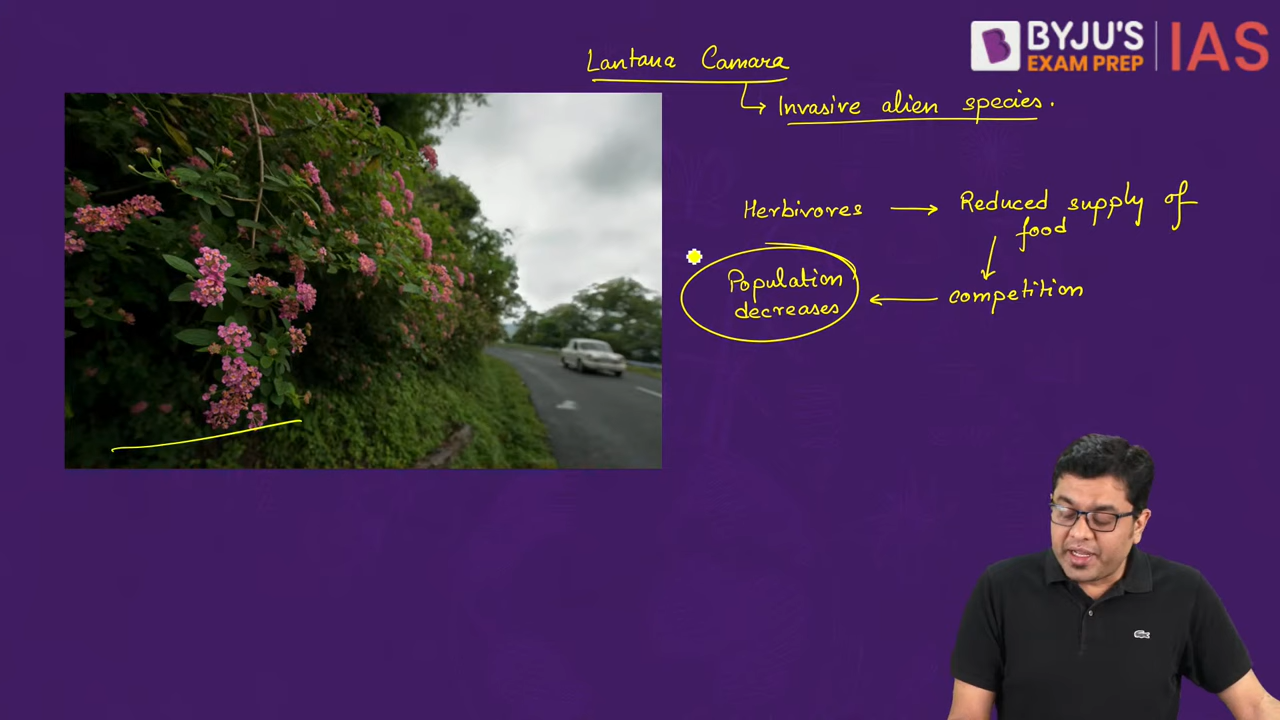 Lantana Camara
BYJU'S
EXAM PREP
IAS
Invasive alien species.
Herbivores → Reduced supply of
food
Population
decreases
← competition